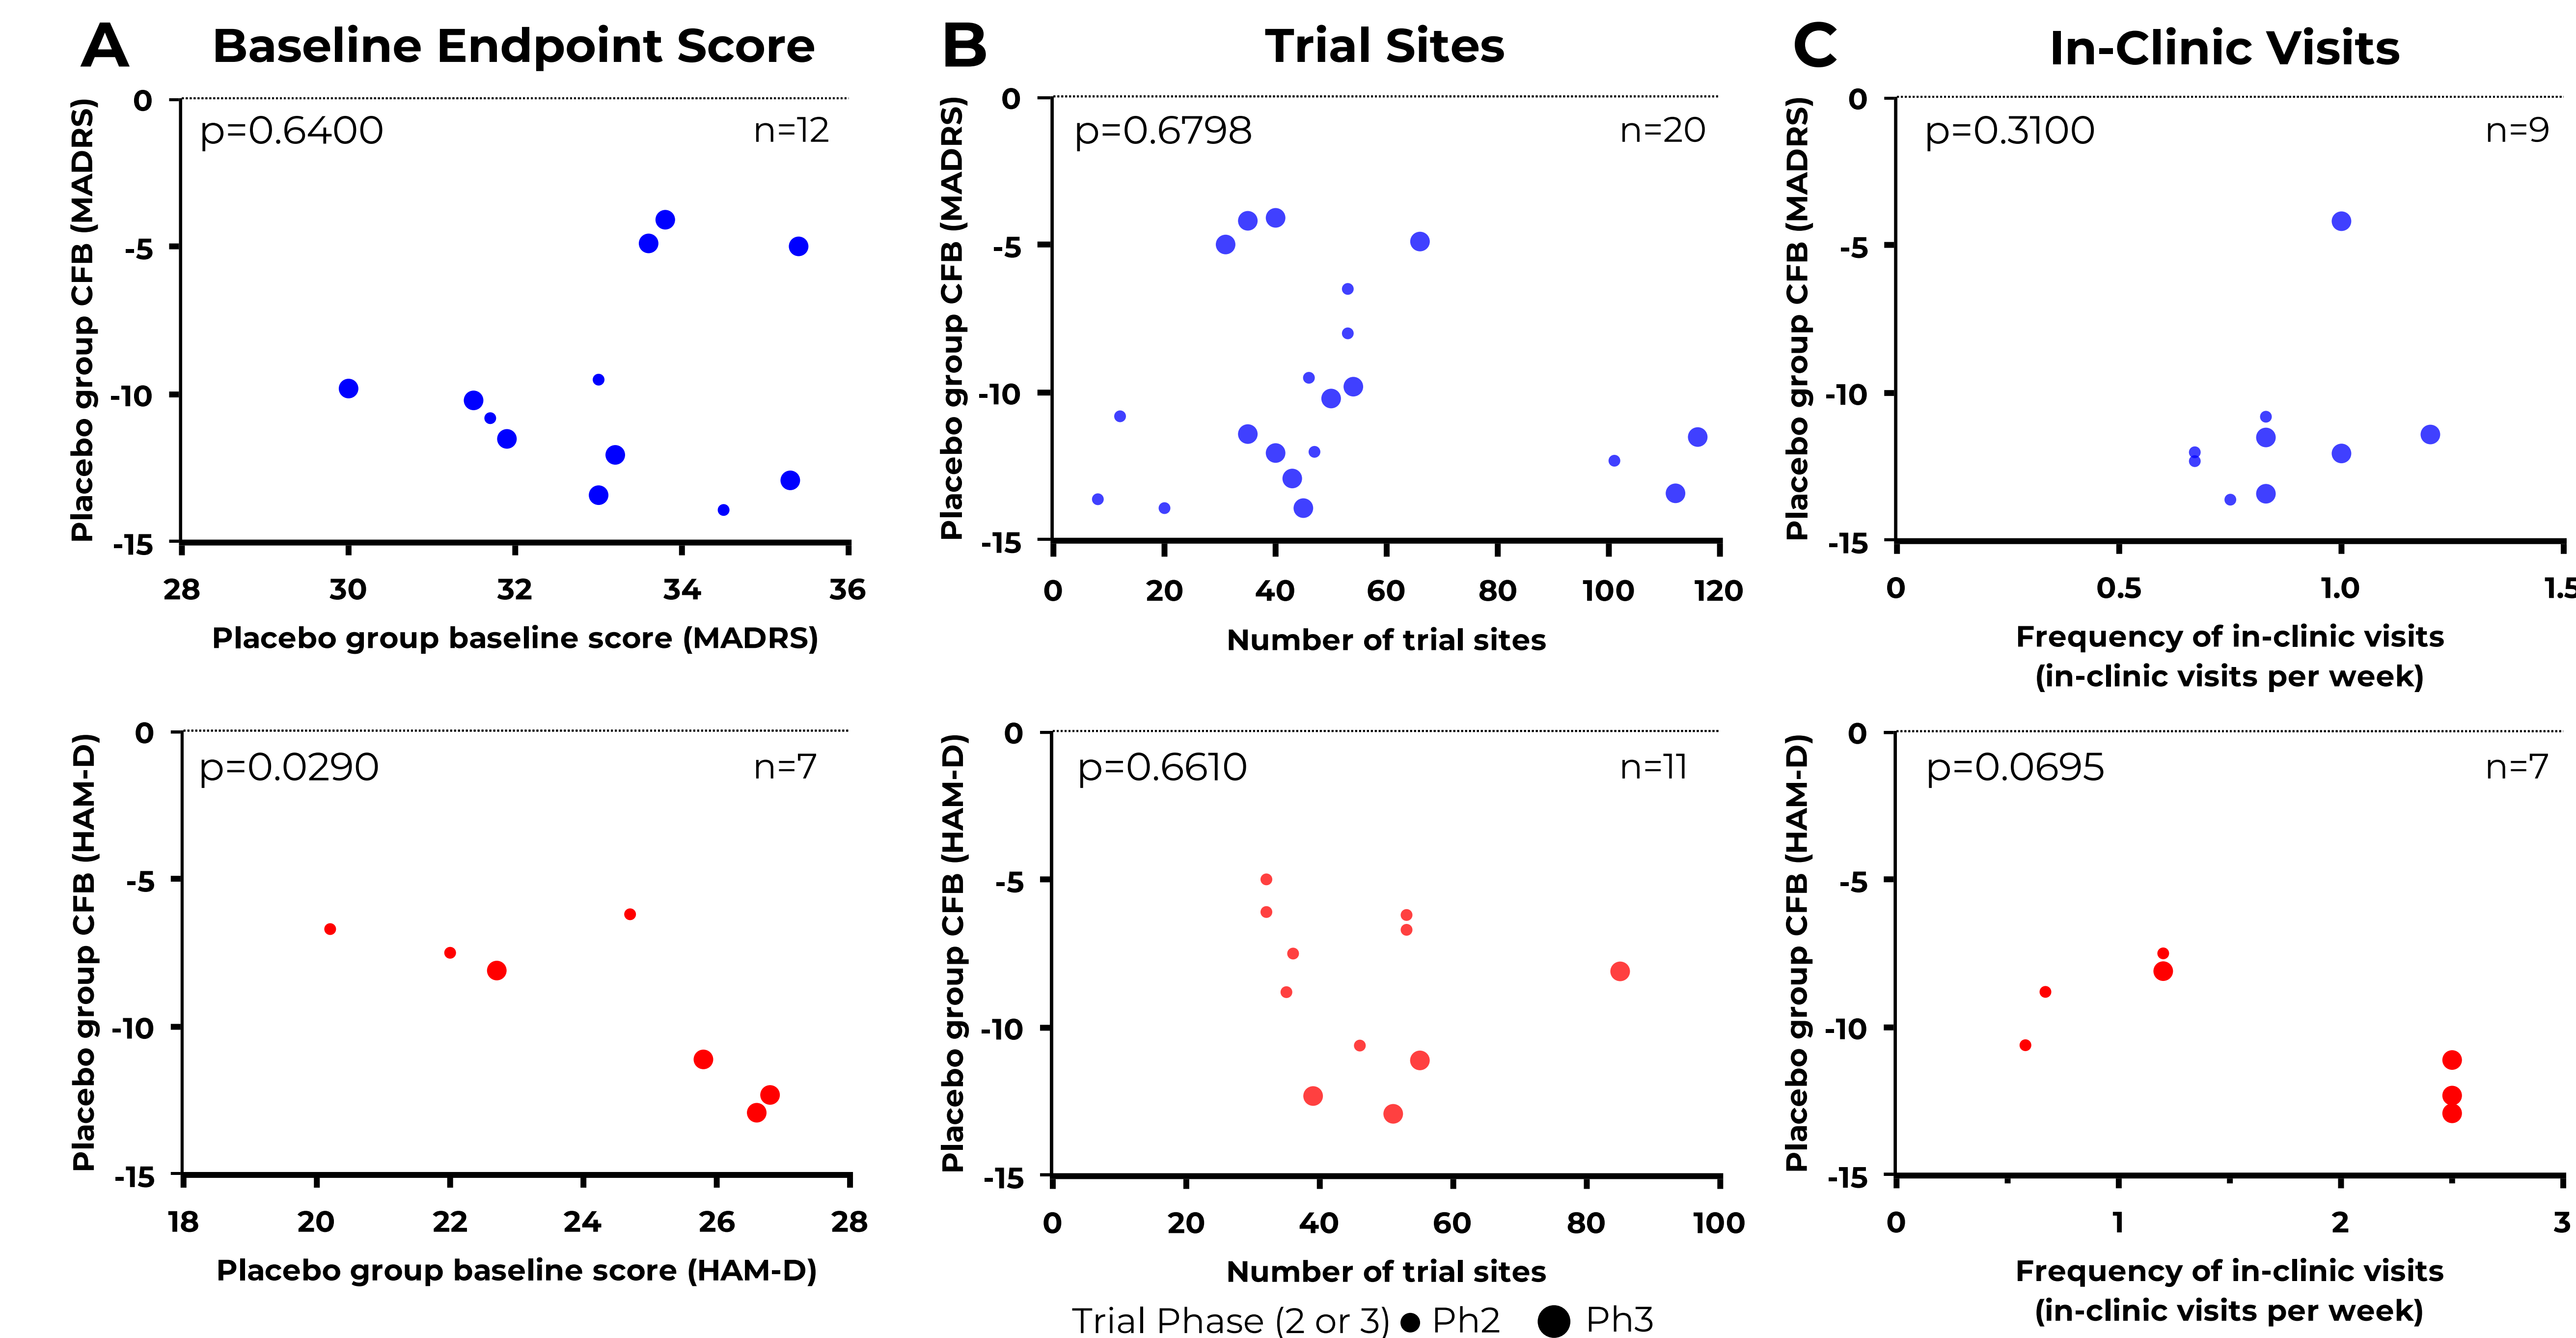 A Baseline Endpoint Score
Placebo group CFB (MADRS)
0
-5
-10
-15
p=0.6400 n=12
28 30 32 34 36
Placebo group baseline score (MADRS)
B Trial Sites
Placebo group CFB (MADRS)
0
-5
-10
-15
p=0.6798 n=20
0 20 40 60 80 100 120
Number of trial sites
C In-Clinic Visits
Placebo group CFB (MADRS)
0
-5
-10
-15
p=0.3100 n=9
0 0.5 1.0 1.5
Frequency of in-clinic visits
(in-clinic visits per week)
Placebo group CFB (HAM-D)
0
-5
-10
-15
p=0.0290 n=7
18 20 22 24 26 28
Placebo group baseline score (HAM-D)
Placebo group CFB (HAM-D)
0
-5
-10
-15
p=0.6610 n=11
0 20 40 60 80 100
Number of trial sites
Placebo group CFB (HAM-D)
0
-5
-10
-15
p=0.0695 n=7
0 1 2 3
Frequency of in-clinic visits
(in-clinic visits per week)
Trial Phase (2 or 3) Ph2 Ph3